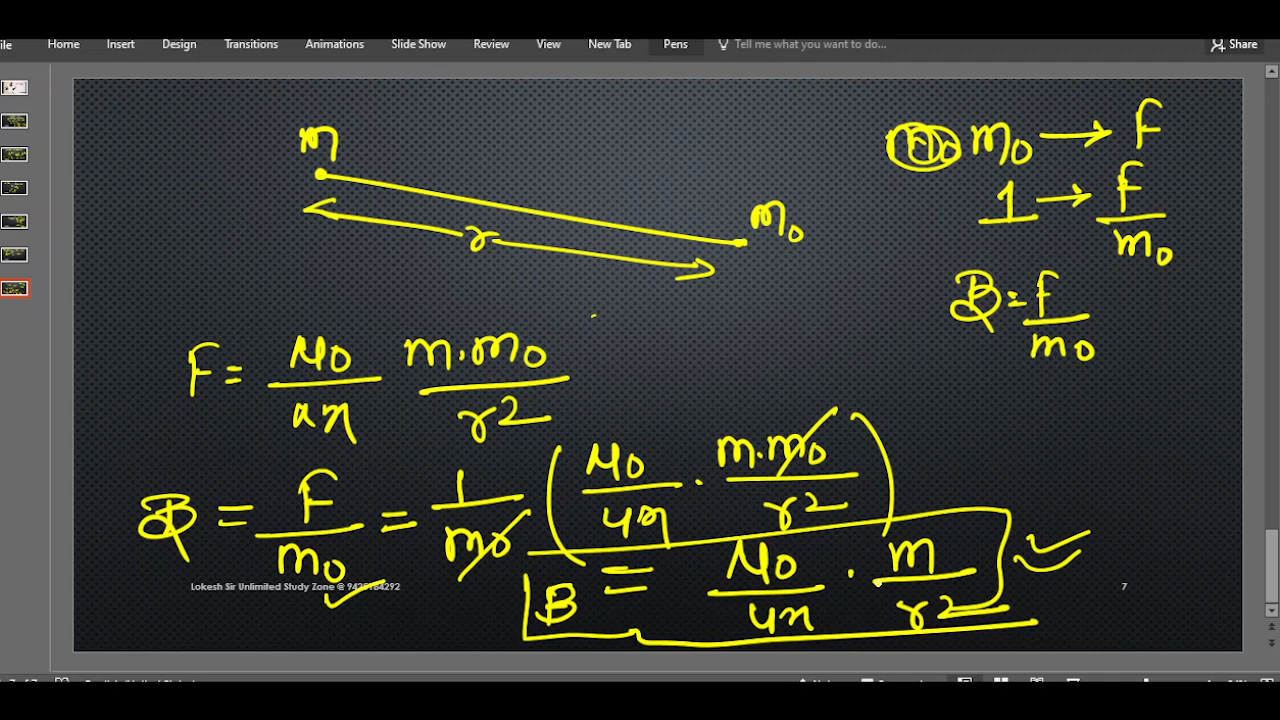 File Home Insert Design Transitions Animations Slide Show Review View New Tab Pens Tell me what you want to do... Share
m
m₀
r
m₀ → F
1 → F/m₀
B = F/m₀
F = μ₀/4π m.m₀/r²
B = F/m₀ = 1/m₀ (μ₀/4π . m.m₀/r²)
B = μ₀/4π . m/r²
Lokesh Sir Unlimited Study Zone @ 9425184292
7